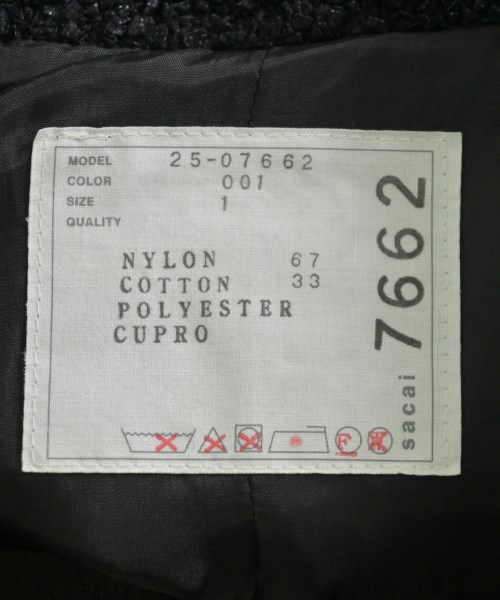 MODEL 25-07662
COLOR 001
SIZE 1
QUALITY
NYLON 67
COTTON 33
POLYESTER
CUPRO
sacai 7662
F
W